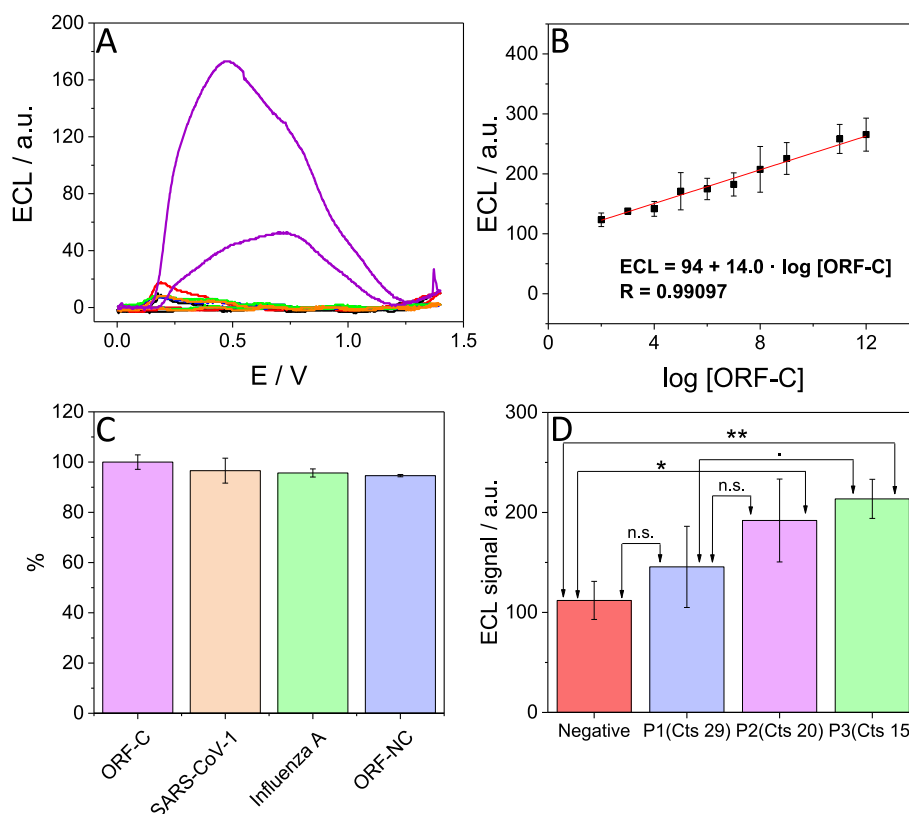 A
ECL / a.u.
200
160
120
80
40
0
0.0
0.5
1.0
1.5
E / V
B
ECL / a.u.
400
300
200
100
0
4
8
12
ECL = 94 + 14.0 · log [ORF-C]
R = 0.99097
log [ORF-C]
C
%
120
100
80
60
40
20
0
ORF-C
SARS-CoV-1
Influenza A
ORF-NC
D
ECL signal / a.u.
300
200
100
0
**
*
.
n.s.
n.s.
Negative
P1(Cts 29)
P2(Cts 20)
P3(Cts 15